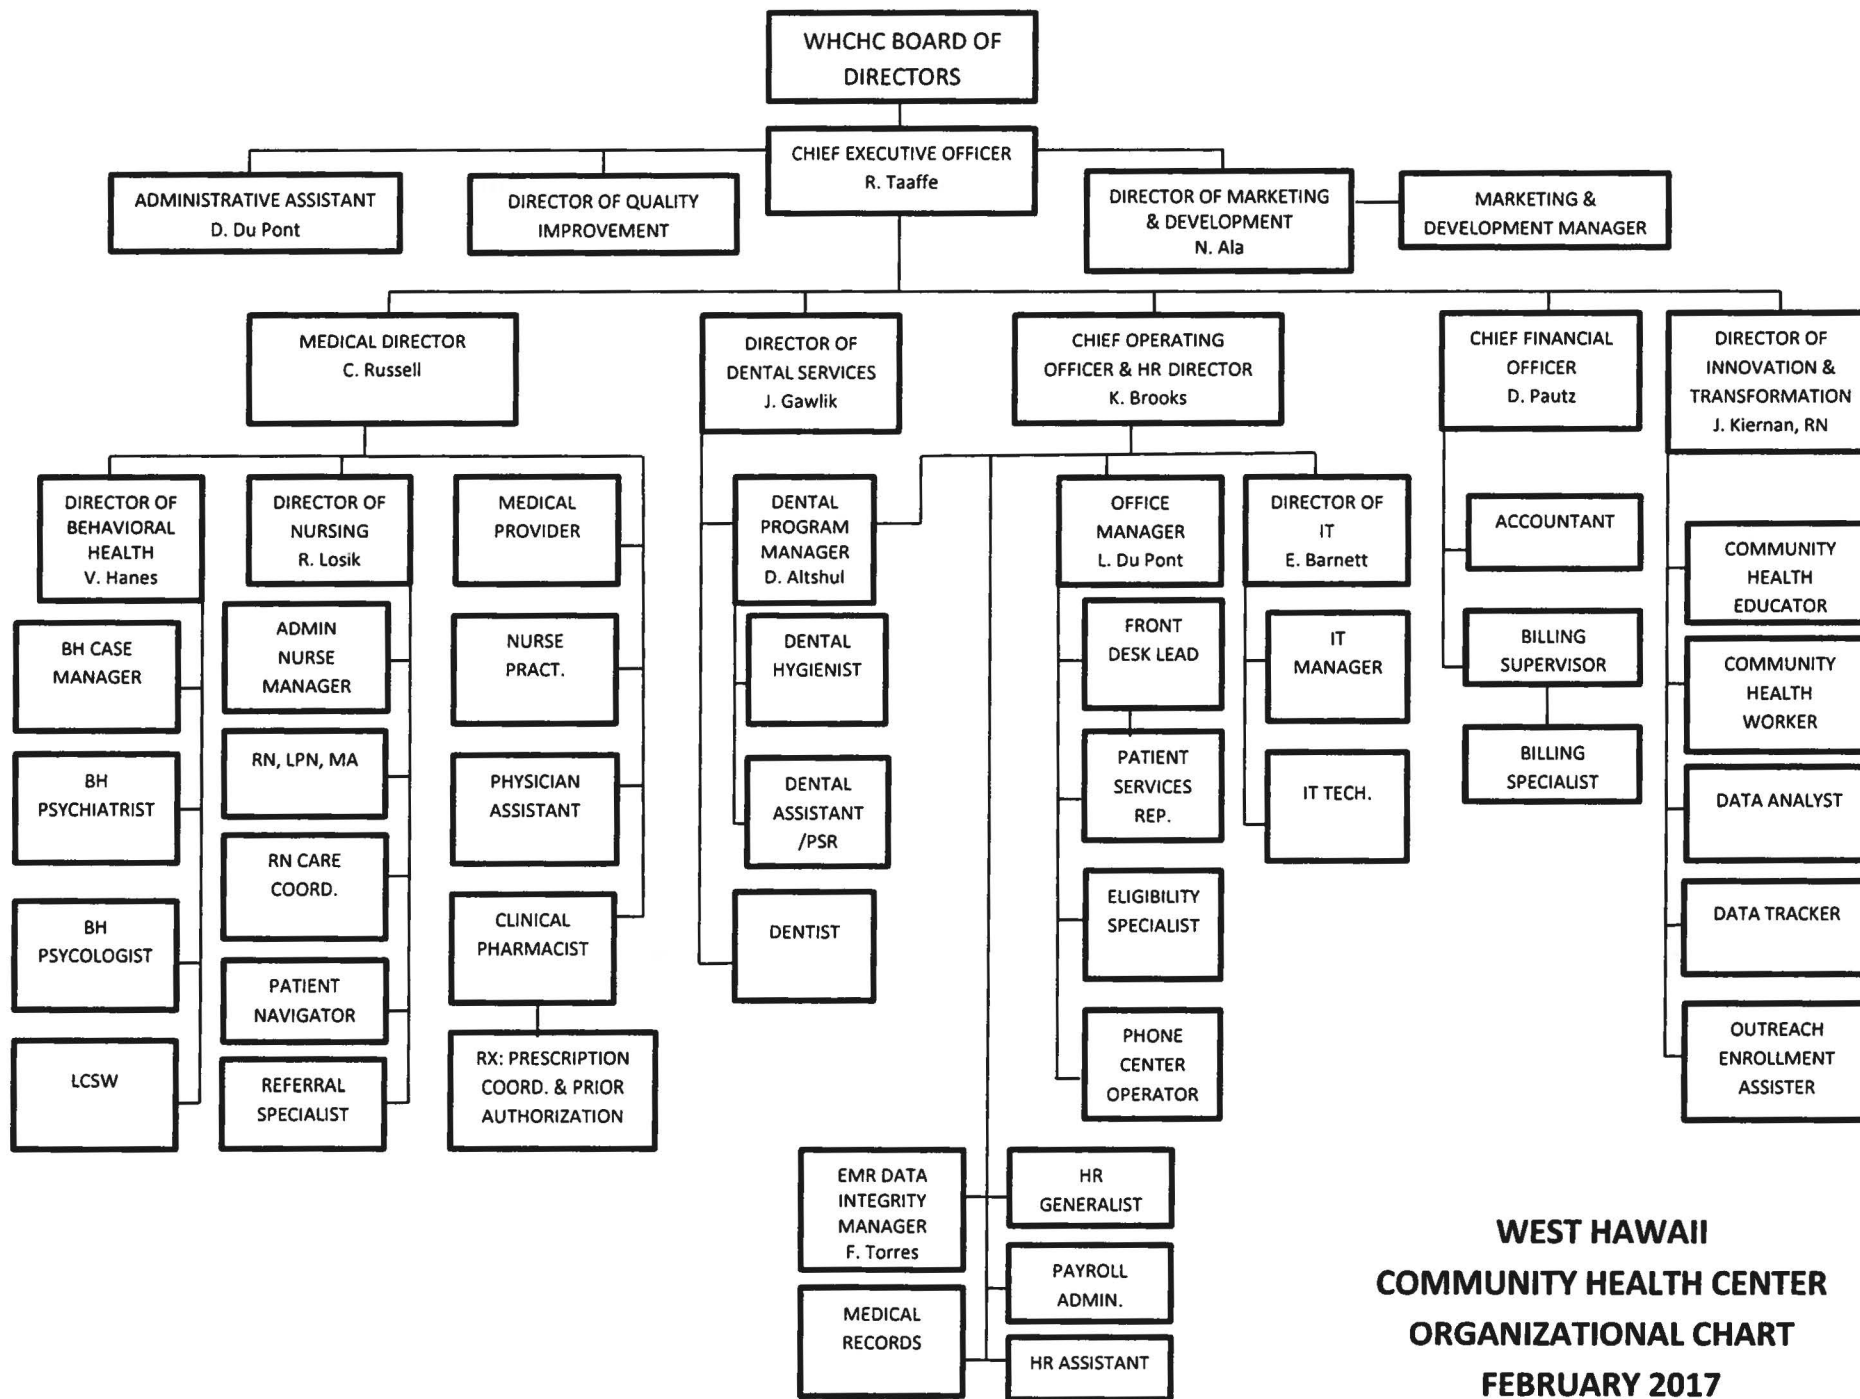 WHCHC BOARD OF
DIRECTORS
CHIEF EXECUTIVE OFFICER
R. Taaffe
ADMINISTRATIVE ASSISTANT
D. Du Pont
DIRECTOR OF QUALITY
IMPROVEMENT
DIRECTOR OF MARKETING
& DEVELOPMENT
N. Ala
MARKETING &
DEVELOPMENT MANAGER
MEDICAL DIRECTOR
C. Russell
DIRECTOR OF
DENTAL SERVICES
J. Gawlik
CHIEF OPERATING
OFFICER & HR DIRECTOR
K. Brooks
CHIEF FINANCIAL
OFFICER
D. Pautz
DIRECTOR OF
INNOVATION &
TRANSFORMATION
J. Kiernan, RN
DIRECTOR OF
BEHAVIORAL
HEALTH
V. Hanes
BH CASE
MANAGER
BH
PSYCHIATRIST
BH
PSYCOLOGIST
LCSW
DIRECTOR OF
NURSING
R. Losik
ADMIN
NURSE
MANAGER
RN, LPN, MA
RN CARE
COORD.
PATIENT
NAVIGATOR
REFERRAL
SPECIALIST
MEDICAL
PROVIDER
NURSE
PRACT.
PHYSICIAN
ASSISTANT
CLINICAL
PHARMACIST
RX: PRESCRIPTION
COORD. & PRIOR
AUTHORIZATION
DENTAL
PROGRAM
MANAGER
D. Altshul
DENTAL
HYGIENIST
DENTAL
ASSISTANT
/PSR
DENTIST
OFFICE
MANAGER
L. Du Pont
FRONT
DESK LEAD
PATIENT
SERVICES
REP.
ELIGIBILITY
SPECIALIST
PHONE
CENTER
OPERATOR
DIRECTOR OF
IT
E. Barnett
IT
MANAGER
IT TECH.
ACCOUNTANT
BILLING
SUPERVISOR
BILLING
SPECIALIST
COMMUNITY
HEALTH
EDUCATOR
COMMUNITY
HEALTH
WORKER
DATA ANALYST
DATA TRACKER
OUTREACH
ENROLLMENT
ASSISTER
EMR DATA
INTEGRITY
MANAGER
F. Torres
MEDICAL
RECORDS
HR
GENERALIST
PAYROLL
ADMIN.
HR ASSISTANT
WEST HAWAII
COMMUNITY HEALTH CENTER
ORGANIZATIONAL CHART
FEBRUARY 2017